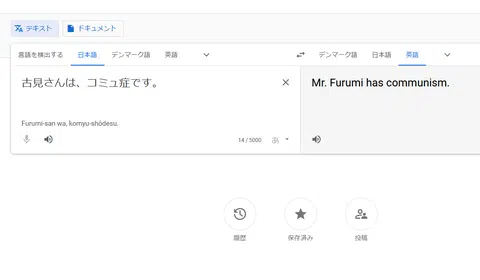 テキスト ドキュメント
言語を検出する 日本語 デンマーク語 英語 デンマーク語 日本語 英語
古見さんは、コミュ症です。
Mr. Furumi has communism.
Furumi-san wa, komyu-shōdesu.
14 / 5000 あ
履歴 保存済み 投稿